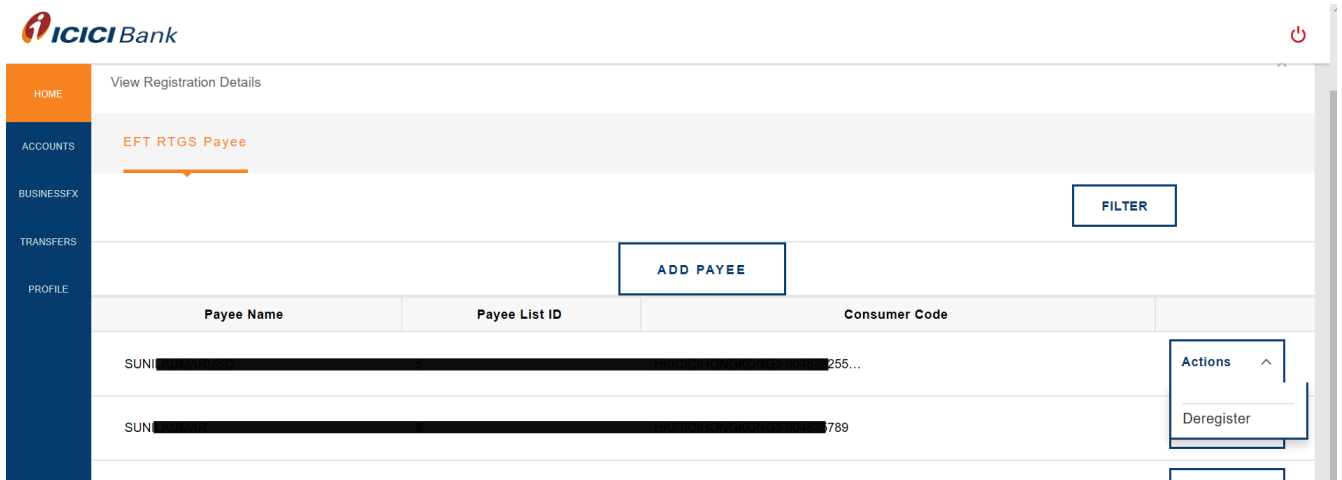 ICICI Bank
View Registration Details
HOME
EFT RTGS Payee
ACCOUNTS
BUSINESSFX
FILTER
TRANSFERS
ADD PAYEE
PROFILE
Payee Name Payee List ID Consumer Code
SUNI 255...
Actions
Deregister
SUN 789